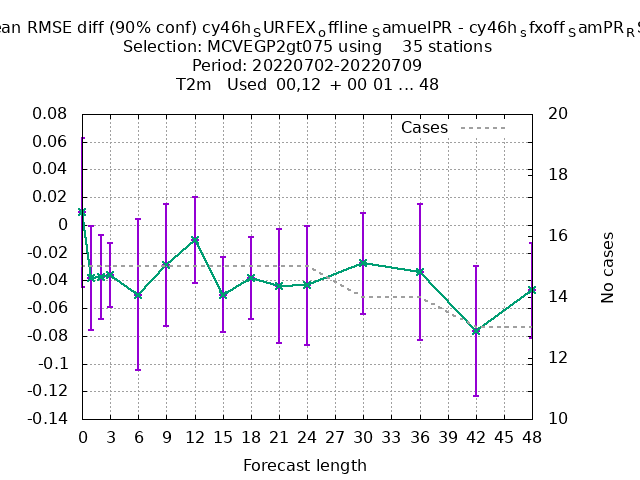 ean RMSE diff (90% conf) cy46h_SURFEX_offline_SamuelPR - cy46h_sfxoff_SamPR_RS
Selection: MCVEGP2gt075 using 35 stations
Period: 20220702-20220709
T2m Used 00,12 + 00 01 ... 48
Cases
0.08
0.06
0.04
0.02
0
-0.02
-0.04
-0.06
-0.08
-0.1
-0.12
-0.14
20
18
16
14
12
10
No cases
0 3 6 9 12 15 18 21 24 27 30 33 36 39 42 45 48
Forecast length